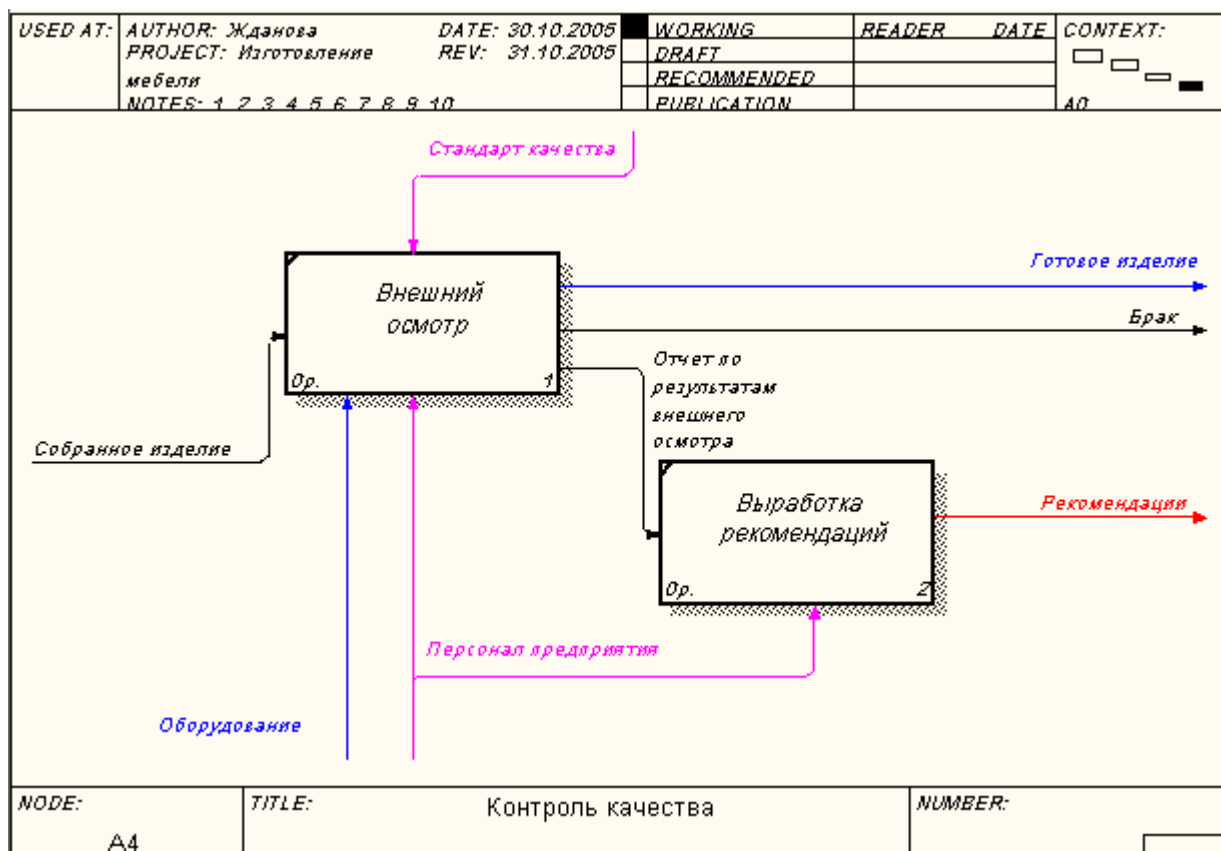 USED AT:
AUTHOR: Жданова DATE: 30.10.2005
PROJECT: Изготовление REV: 31.10.2005
мебели
NOTES: 1 2 3 4 5 6 7 8 9 10
WORKING
DRAFT
RECOMMENDED
PUBLICATION
READER DATE
CONTEXT:
A0
Стандарт качества
Внешний
осмотр
0р. 1
Готовое изделие
Брак
Отчет по
результатам
внешнего
осмотра
Собранное изделие
Выработка
рекомендаций
0р. 2
Рекомендации
Персонал предприятия
Оборудование
NODE:
A4
TITLE:
Контроль качества
NUMBER: